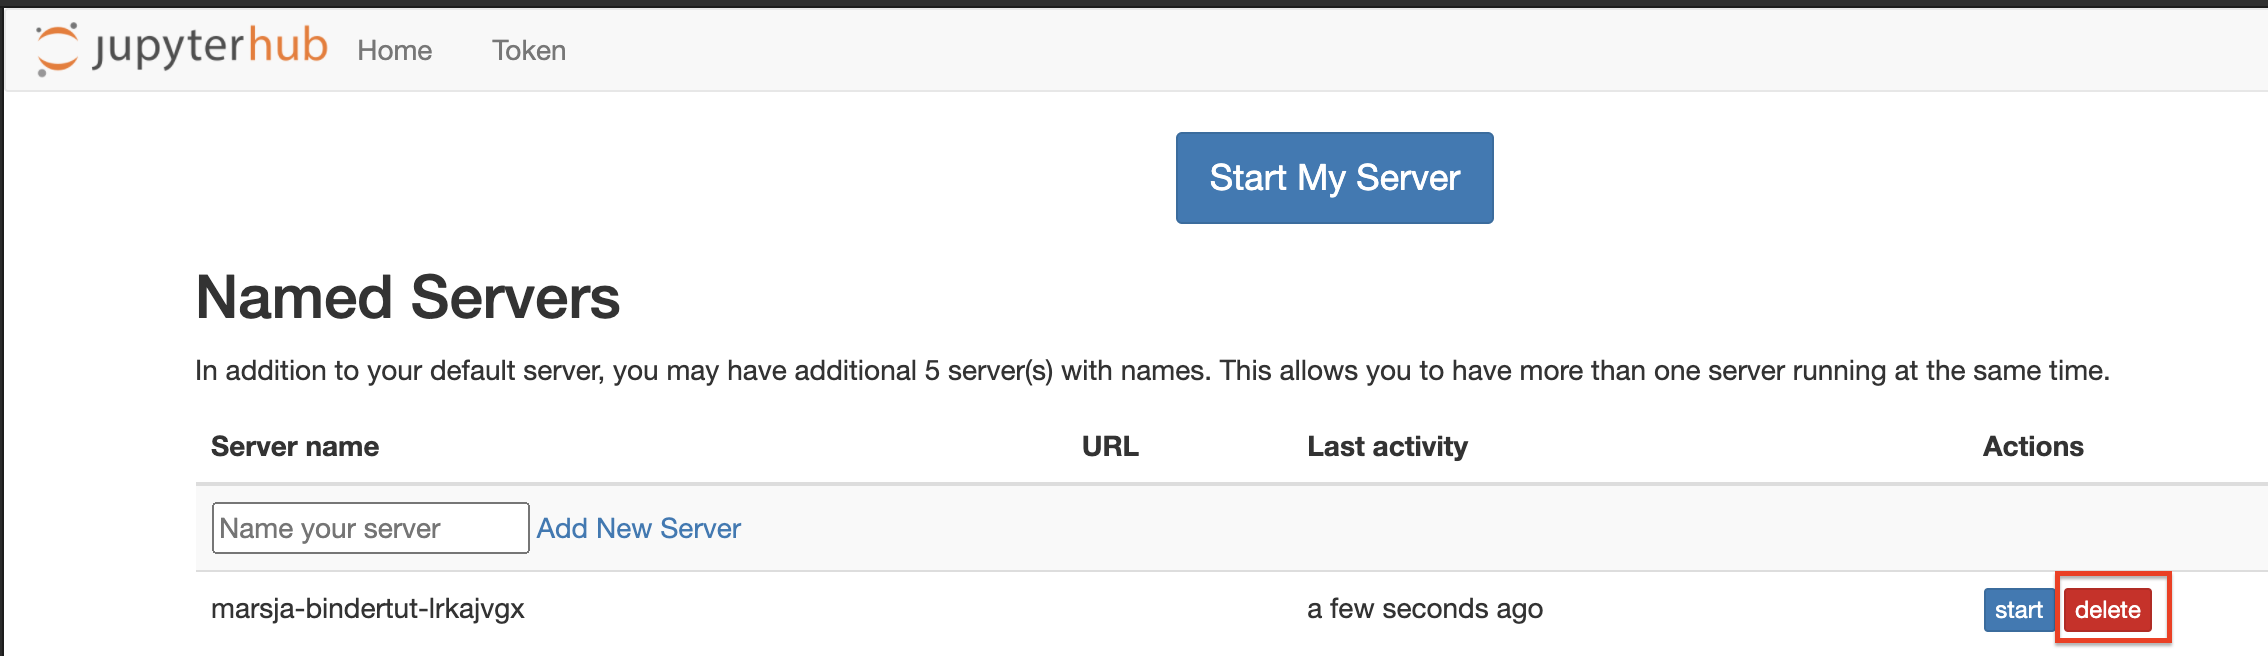 jupyterhub Home Token
Start My Server
Named Servers
In addition to your default server, you may have additional 5 server(s) with names. This allows you to have more than one server running at the same time.
Server name URL Last activity Actions
Name your server Add New Server
marsja-bindertut-lrkajvgx a few seconds ago start delete